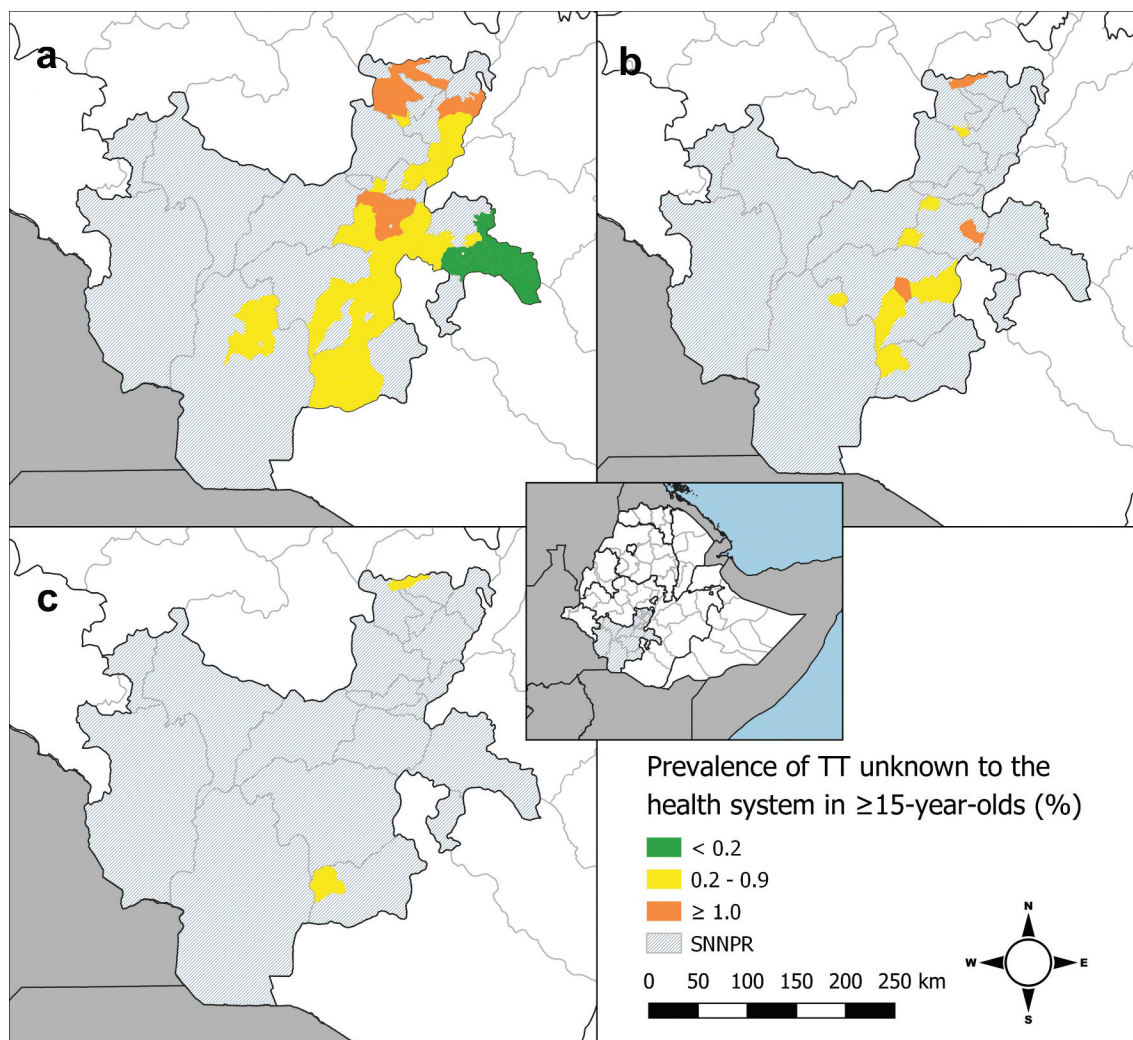 a
b
c
Prevalence of TT unknown to the
health system in ≥15-year-olds (%)
< 0.2
0.2 - 0.9
≥ 1.0
SNNPR
0 50 100 150 200 250 km
N
W E
S